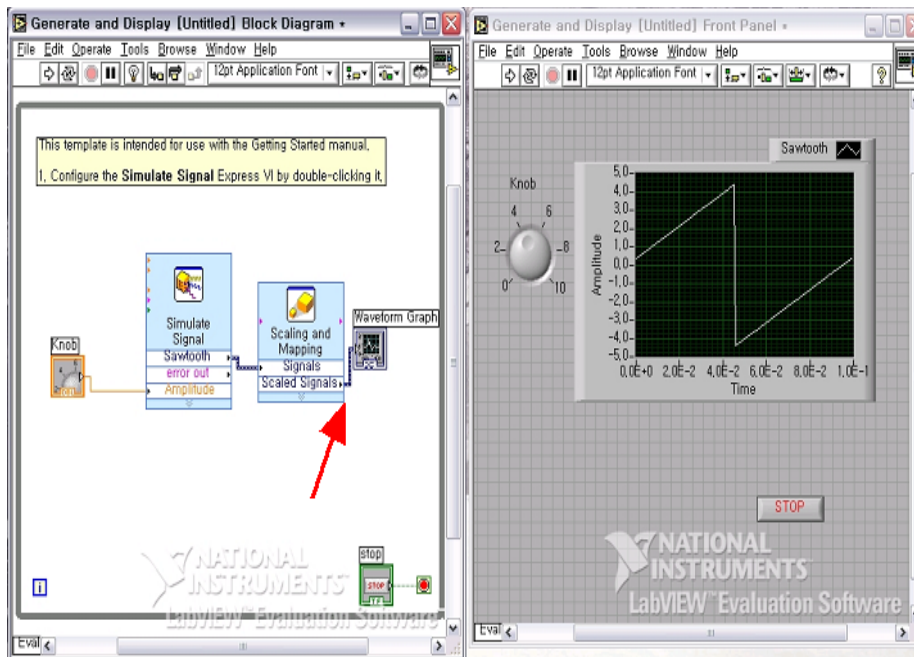 Generate and Display [Untitled] Block Diagram *
File Edit Operate Tools Browse Window Help
12pt Application Font
This template is intended for use with the Getting Started manual.
1. Configure the Simulate Signal Express VI by double-clicking it.
Simulate
Signal
Sawtooth
error out
Amplitude
Scaling and
Mapping
Signals
Scaled Signals
Waveform Graph
Knob
stop
STOP
TF
i
NATIONAL
INSTRUMENTS
LabVIEW™ Evaluation Software
Eval
Generate and Display [Untitled] Front Panel *
File Edit Operate Tools Browse Window Help
12pt Application Font
Sawtooth
Knob
0 2 4 6 8 10
Amplitude
5,0
4,0
3,0
2,0
1,0
0,0
-1,0
-2,0
-3,0
-4,0
-5,0
0,0E+0 2,0E-2 4,0E-2 6,0E-2 8,0E-2 1,0E-1
Time
STOP
NATIONAL
INSTRUMENTS
LabVIEW™ Evaluation Software
Eval